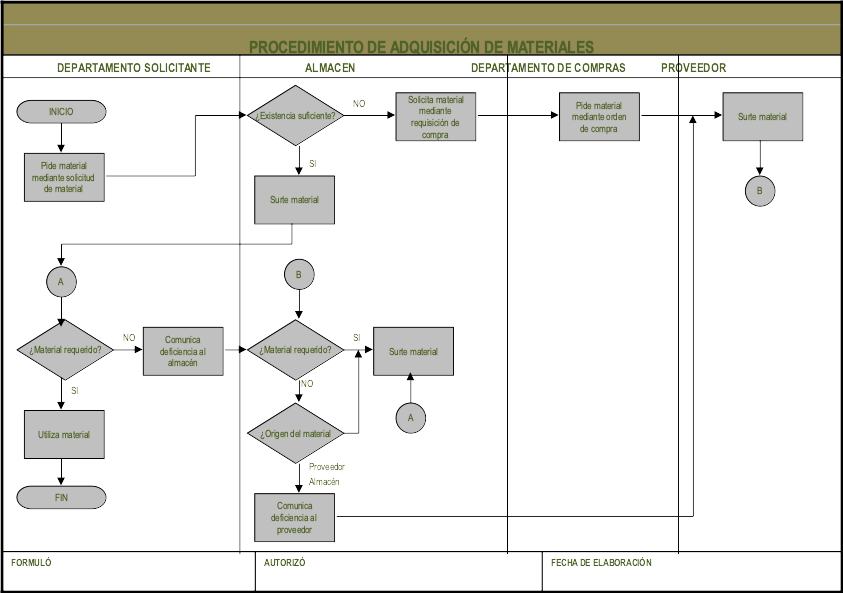 PROCEDIMIENTO DE ADQUISICIÓN DE MATERIALES
DEPARTAMENTO SOLICITANTE
ALMACEN
DEPARTAMENTO DE COMPRAS
PROVEEDOR
INICIO
¿Existencia suficiente?
NO
Solicita material
mediante
requisición de
compra
Pide material
mediante orden
de compra
Surte material
Pide material
mediante solicitud
de material
SI
Surte material
B
A
B
¿Material requerido?
NO
Comunica
deficiencia al
almacén
¿Material requerido?
SI
Surte material
SI
NO
Utiliza material
¿Origen del material
A
Proveedor
Almacén
FIN
Comunica
deficiencia al
proveedor
FORMULÓ
AUTORIZÓ
FECHA DE ELABORACIÓN